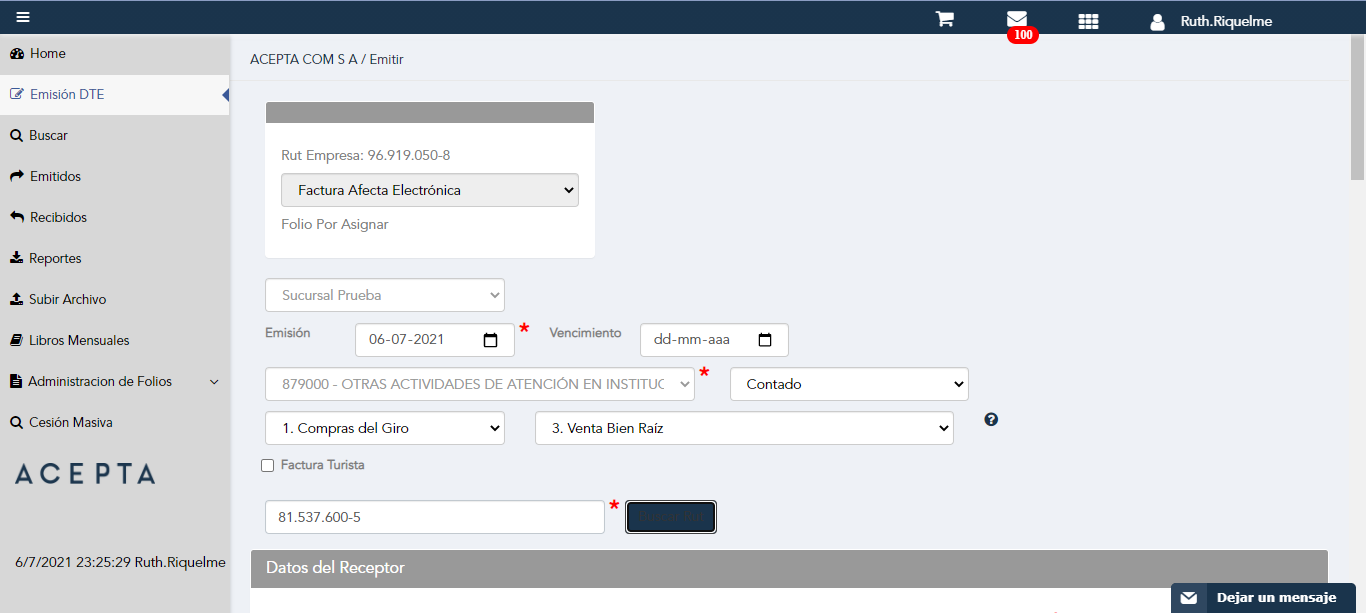 100
Ruth.Riquelme
Home
Emisión DTE
Buscar
Emitidos
Recibidos
Reportes
Subir Archivo
Libros Mensuales
Administracion de Folios
Cesión Masiva
ACEPTA
6/7/2021 23:25:29 Ruth.Riquelme
ACEPTA COM S A / Emitir
Rut Empresa: 96.919.050-8
Factura Afecta Electrónica
Folio Por Asignar
Sucursal Prueba
Emisión 06-07-2021 * Vencimiento dd-mm-aaa
879000 - OTRAS ACTIVIDADES DE ATENCIÓN EN INSTITUC * Contado
1. Compras del Giro 3. Venta Bien Raíz ?
Factura Turista
81.537.600-5 *
Datos del Receptor
Dejar un mensaje